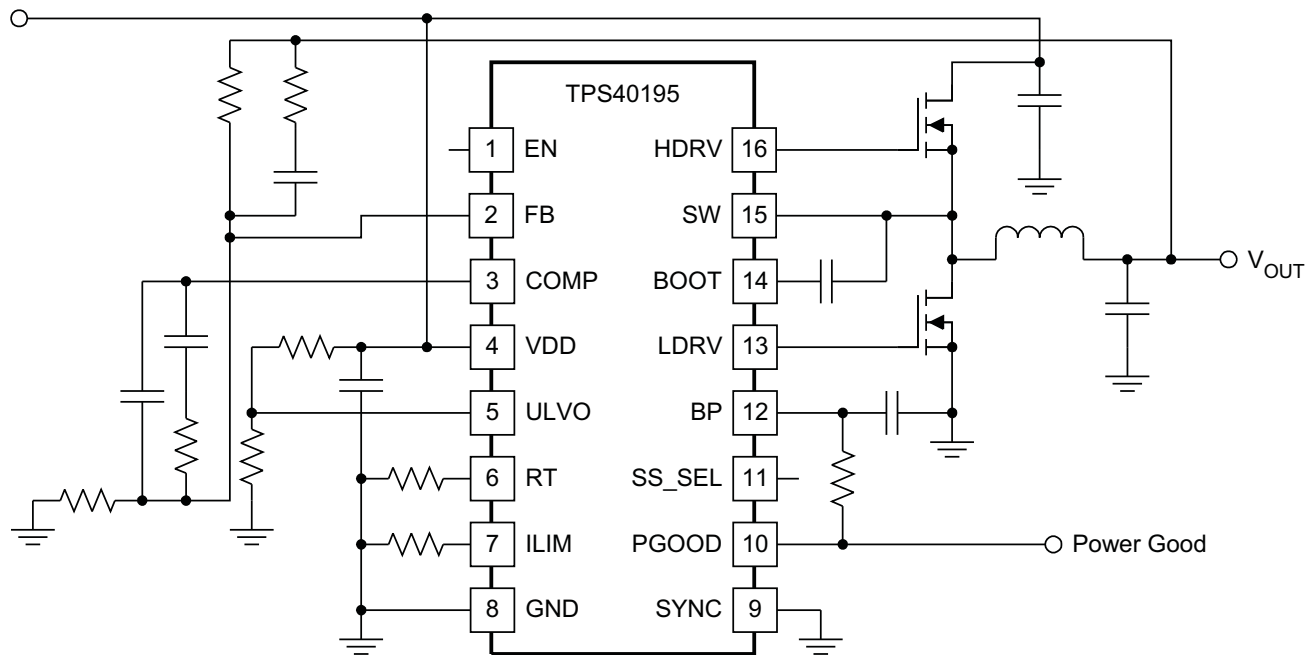 TPS40195
1 EN
HDRV 16
2 FB
SW 15
3 COMP
BOOT 14
4 VDD
LDRV 13
5 ULVO
BP 12
6 RT
SS_SEL 11
7 ILIM
PGOOD 10
8 GND
SYNC 9
VOUT
Power Good